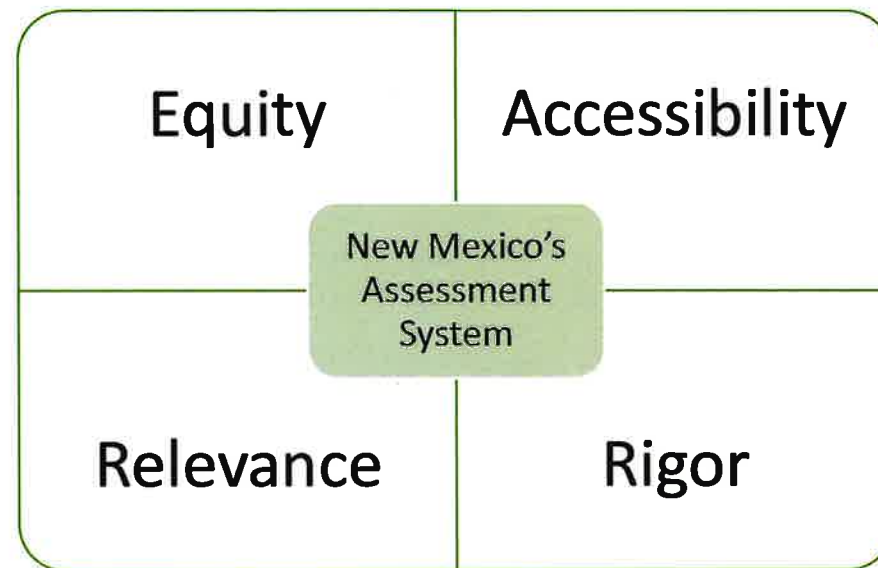 Equity
Accessibility
New Mexico's
Assessment
System
Relevance
Rigor